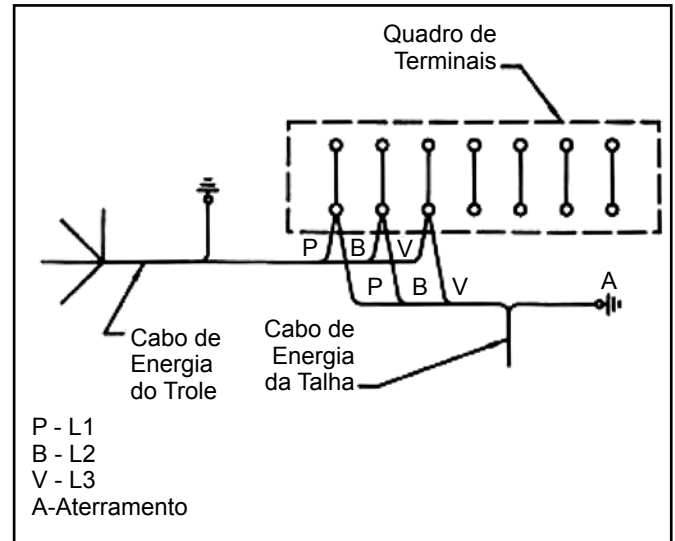 Quadro de
Terminais
P B V
P B V
A
Cabo de
Energia
do Trole
Cabo de
Energia
da Talha
P - L1
B - L2
V - L3
A-Aterramento